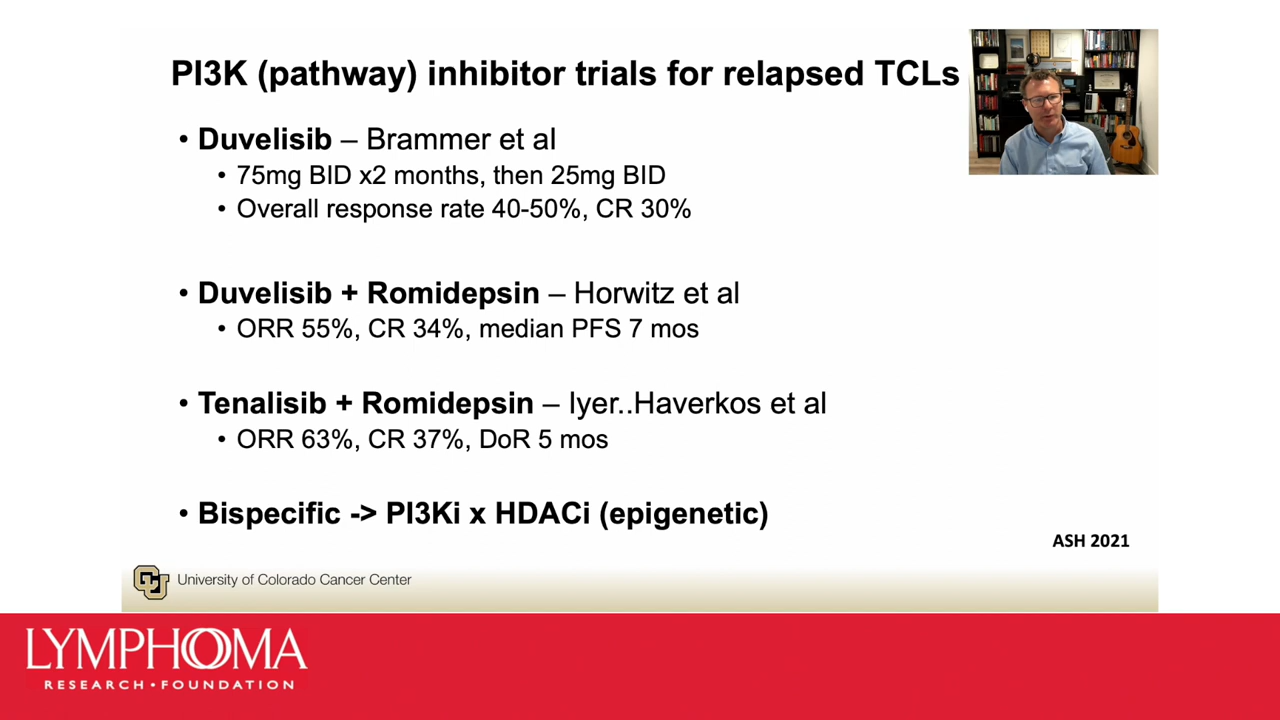 PI3K (pathway) inhibitor trials for relapsed TCLs
• Duvelisib – Brammer et al
• 75mg BID x2 months, then 25mg BID
• Overall response rate 40-50%, CR 30%
• Duvelisib + Romidepsin – Horwitz et al
• ORR 55%, CR 34%, median PFS 7 mos
• Tenalisib + Romidepsin – Iyer..Haverkos et al
• ORR 63%, CR 37%, DoR 5 mos
• Bispecific -> PI3Ki x HDACi (epigenetic)
ASH 2021
CU University of Colorado Cancer Center
LYMPHOMA
RESEARCH • FOUNDATION